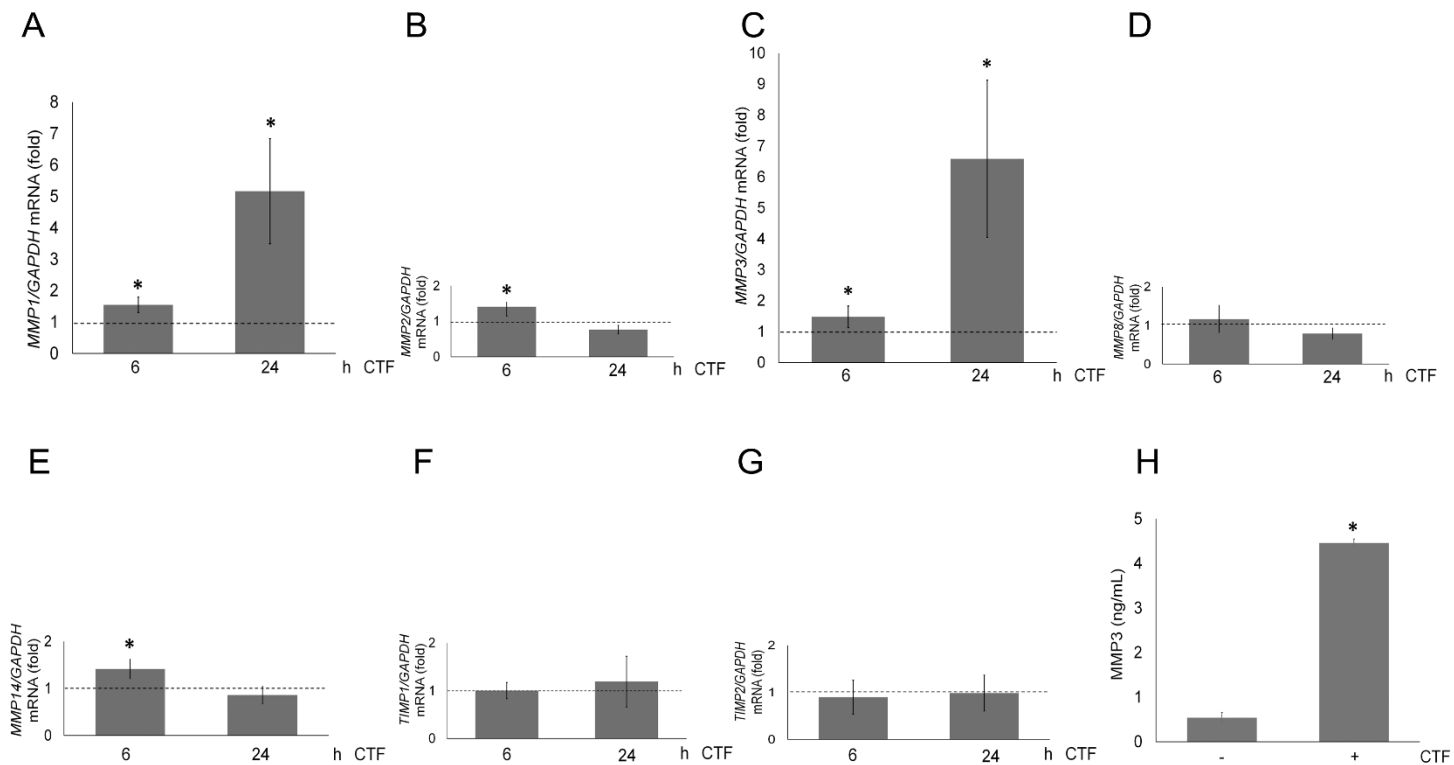 A
MMP1/GAPDH mRNA (fold)
8
7
6
5
4
3
2
1
0
*
*
6 24 h CTF
B
MMP2/GAPDH
mRNA (fold)
2
1
0
*
6 24 h CTF
C
MMP3/GAPDH mRNA (fold)
10
9
8
7
6
5
4
3
2
1
0
*
*
6 24 h CTF
D
MMP8/GAPDH
mRNA (fold)
2
1
0
6 24 h CTF
E
MMP14/GAPDH
mRNA (fold)
2
1
0
*
6 24 h CTF
F
TIMP1/GAPDH
mRNA (fold)
2
1
0
6 24 h CTF
G
TIMP2/GAPDH
mRNA (fold)
2
1
0
6 24 h CTF
H
MMP3 (ng/mL)
5
4
3
2
1
0
*
- + CTF